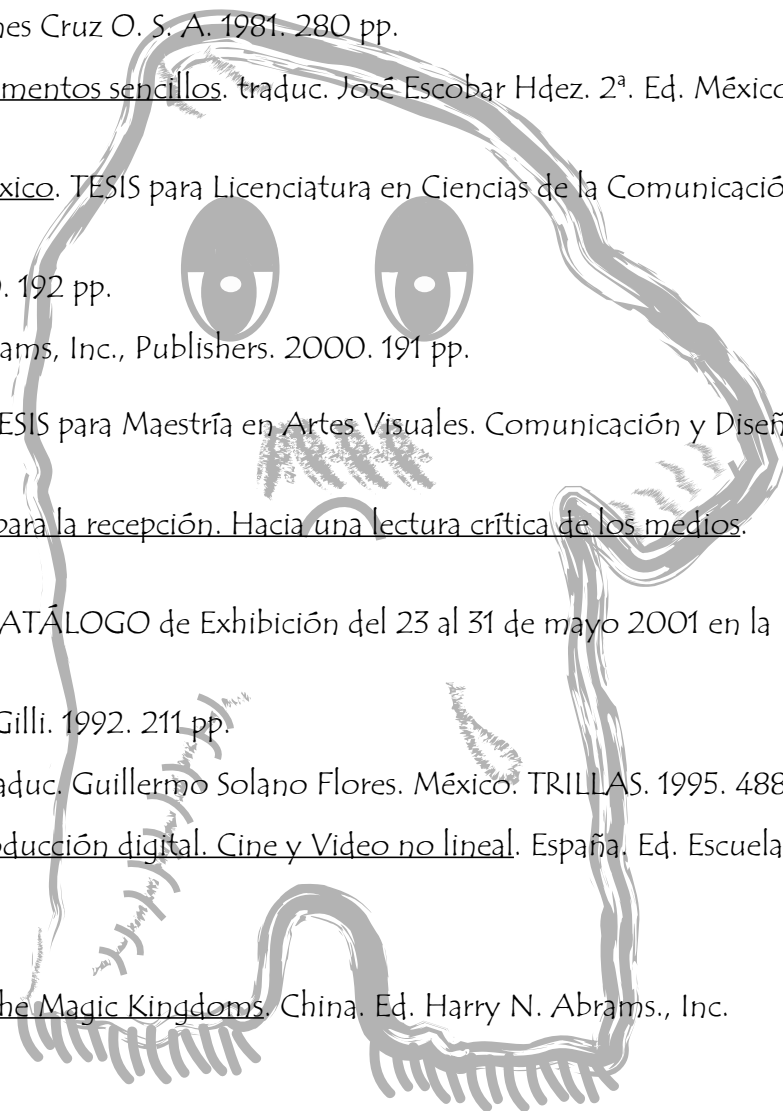 nes Cruz O. S. A. 1981. 280 pp.
mentos sencillos. traduc. José Escobar Hdez. 2ª. Ed. México
xico. TESIS para Licenciatura en Ciencias de la Comunicació
. 192 pp.
ams, Inc., Publishers. 2000. 191 pp.
ESIS para Maestría en Artes Visuales. Comunicación y Diseñ
para la recepción. Hacia una lectura crítica de los medios.
ATÁLOGO de Exhibición del 23 al 31 de mayo 2001 en la
Gilli. 1992. 211 pp.
aduc. Guillermo Solano Flores. México. TRILLAS. 1995. 488
oducción digital. Cine y Video no lineal. España. Ed. Escuela
he Magic Kingdoms. China. Ed. Harry N. Abrams., Inc.